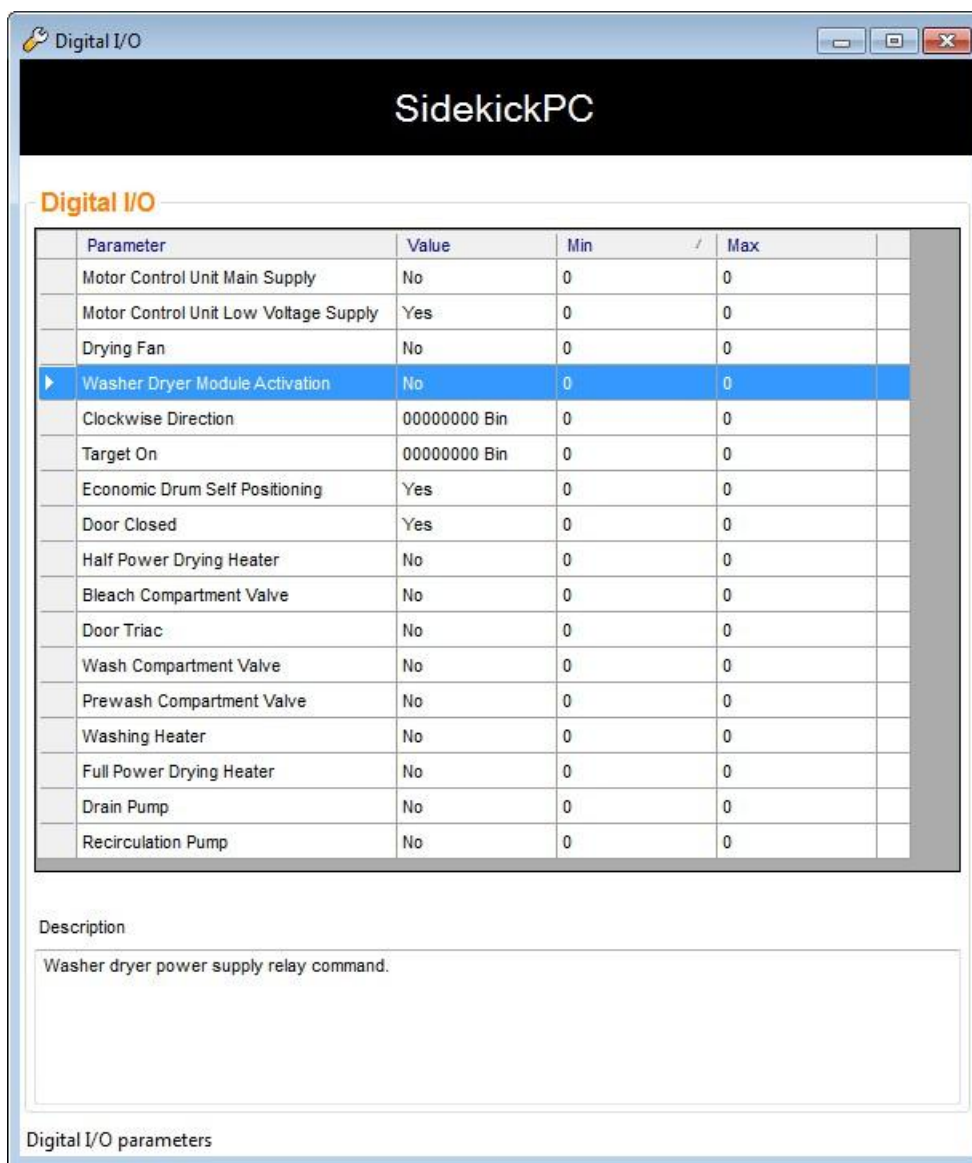 Digital I/O
SidekickPC
Digital I/O
Parameter Value Min / Max
Motor Control Unit Main Supply No 0 0
Motor Control Unit Low Voltage Supply Yes 0 0
Drying Fan No 0 0
Washer Dryer Module Activation No 0 0
Clockwise Direction 00000000 Bin 0 0
Target On 00000000 Bin 0 0
Economic Drum Self Positioning Yes 0 0
Door Closed Yes 0 0
Half Power Drying Heater No 0 0
Bleach Compartment Valve No 0 0
Door Triac No 0 0
Wash Compartment Valve No 0 0
Prewash Compartment Valve No 0 0
Washing Heater No 0 0
Full Power Drying Heater No 0 0
Drain Pump No 0 0
Recirculation Pump No 0 0
Description
Washer dryer power supply relay command.
Digital I/O parameters